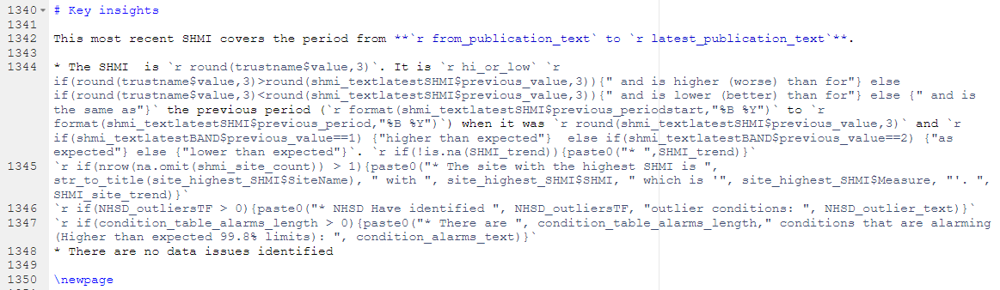 1340 # Key insights
1341
1342 This most recent SHMI covers the period from **`r from_publication_text` to `r latest_publication_text`**.
1343
1344 * The SHMI  is `r round(trustname$value,3)`. It is `r hi_or_low` `r
if(round(trustname$value,3)>round(shmi_textlatestSHMI$previous_value,3)){" and is higher (worse) than for"} else
if(round(trustname$value,3)<round(shmi_textlatestSHMI$previous_value,3)){" and is lower (better) than for"} else {" and is
the same as"}` the previous period (`r format(shmi_textlatestSHMI$previous_periodstart,"%B %Y")` to `r
format(shmi_textlatestSHMI$previous_period,"%B %Y")`) when it was `r round(shmi_textlatestSHMI$previous_value,3)` and `r
if(shmi_textlatestBAND$previous_value==1) {"higher than expected"}  else if(shmi_textlatestBAND$previous_value==2) {"as
expected"} else {"lower than expected"}`. `r if(!is.na(SHMI_trend)){paste0("* ",SHMI_trend)}`
1345 `r if(nrow(na.omit(shmi_site_count)) > 1){paste0("* The site with the highest SHMI is ",
str_to_title(site_highest_SHMI$SiteName), " with ", site_highest_SHMI$SHMI, " which is '", site_highest_SHMI$Measure, "'. ",
SHMI_site_trend)}`
1346 `r if(NHSD_outliersTF > 0){paste0("* NHSD Have identified ", NHSD_outliersTF, "outlier conditions: ", NHSD_outlier_text)}`
1347 `r if(condition_table_alarms_length > 0){paste0("* There are ", condition_table_alarms_length," conditions that are alarming
(Higher than expected 99.8% limits): ", condition_alarms_text)}`
1348 * There are no data issues identified
1349
1350 \newpage